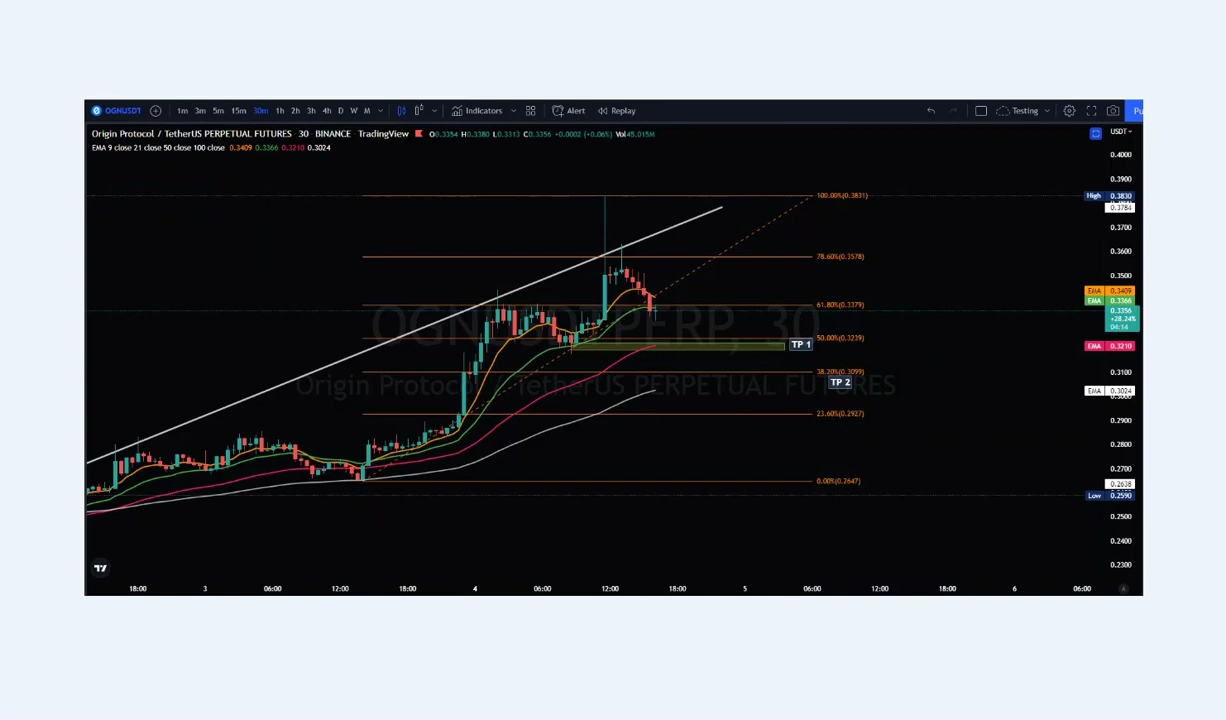 OGNUSDT 1m 3m 5m 15m 30m 1h 2h 3h 4h D W M Indicators Alert Replay Testing
Origin Protocol / TetherUS PERPETUAL FUTURES · 30 · BINANCE · TradingView O0.3354 H0.3380 L0.3313 C0.3356 +0.0002 (+0.06%) Vol45.015M
USDT
EMA 9 close 21 close 50 close 100 close 0.3409 0.3366 0.3210 0.3024
0.4000
0.3900
100.00%(0.3831)
High 0.3830
0.3784
0.3700
0.3600
78.60%(0.3578)
0.3500
EMA 0.3409
EMA 0.3366
61.80%(0.3379)
0.3356
+28.24%
04:14
OGNUSDTPERP, 30
50.00%(0.3239)
TP 1
EMA 0.3210
38.20%(0.3099)
0.3100
TP 2
Origin Protocol / TetherUS PERPETUAL FUTURES
EMA 0.3024
0.3000
23.60%(0.2927)
0.2900
0.2800
0.2700
0.00%(0.2647)
0.2638
Low 0.2590
0.2500
0.2400
0.2300
18:00 3 06:00 12:00 18:00 4 06:00 12:00 18:00 5 06:00 12:00 18:00 6 06:00